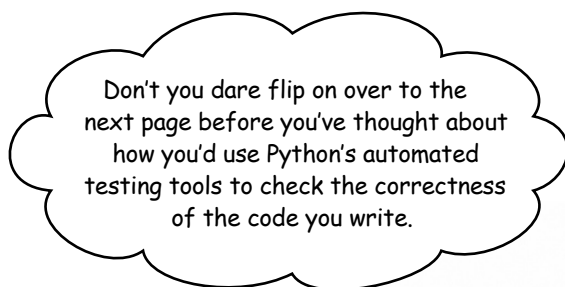 Don't you dare flip on over to the
next page before you've thought about
how you'd use Python's automated
testing tools to check the correctness
of the code you write.